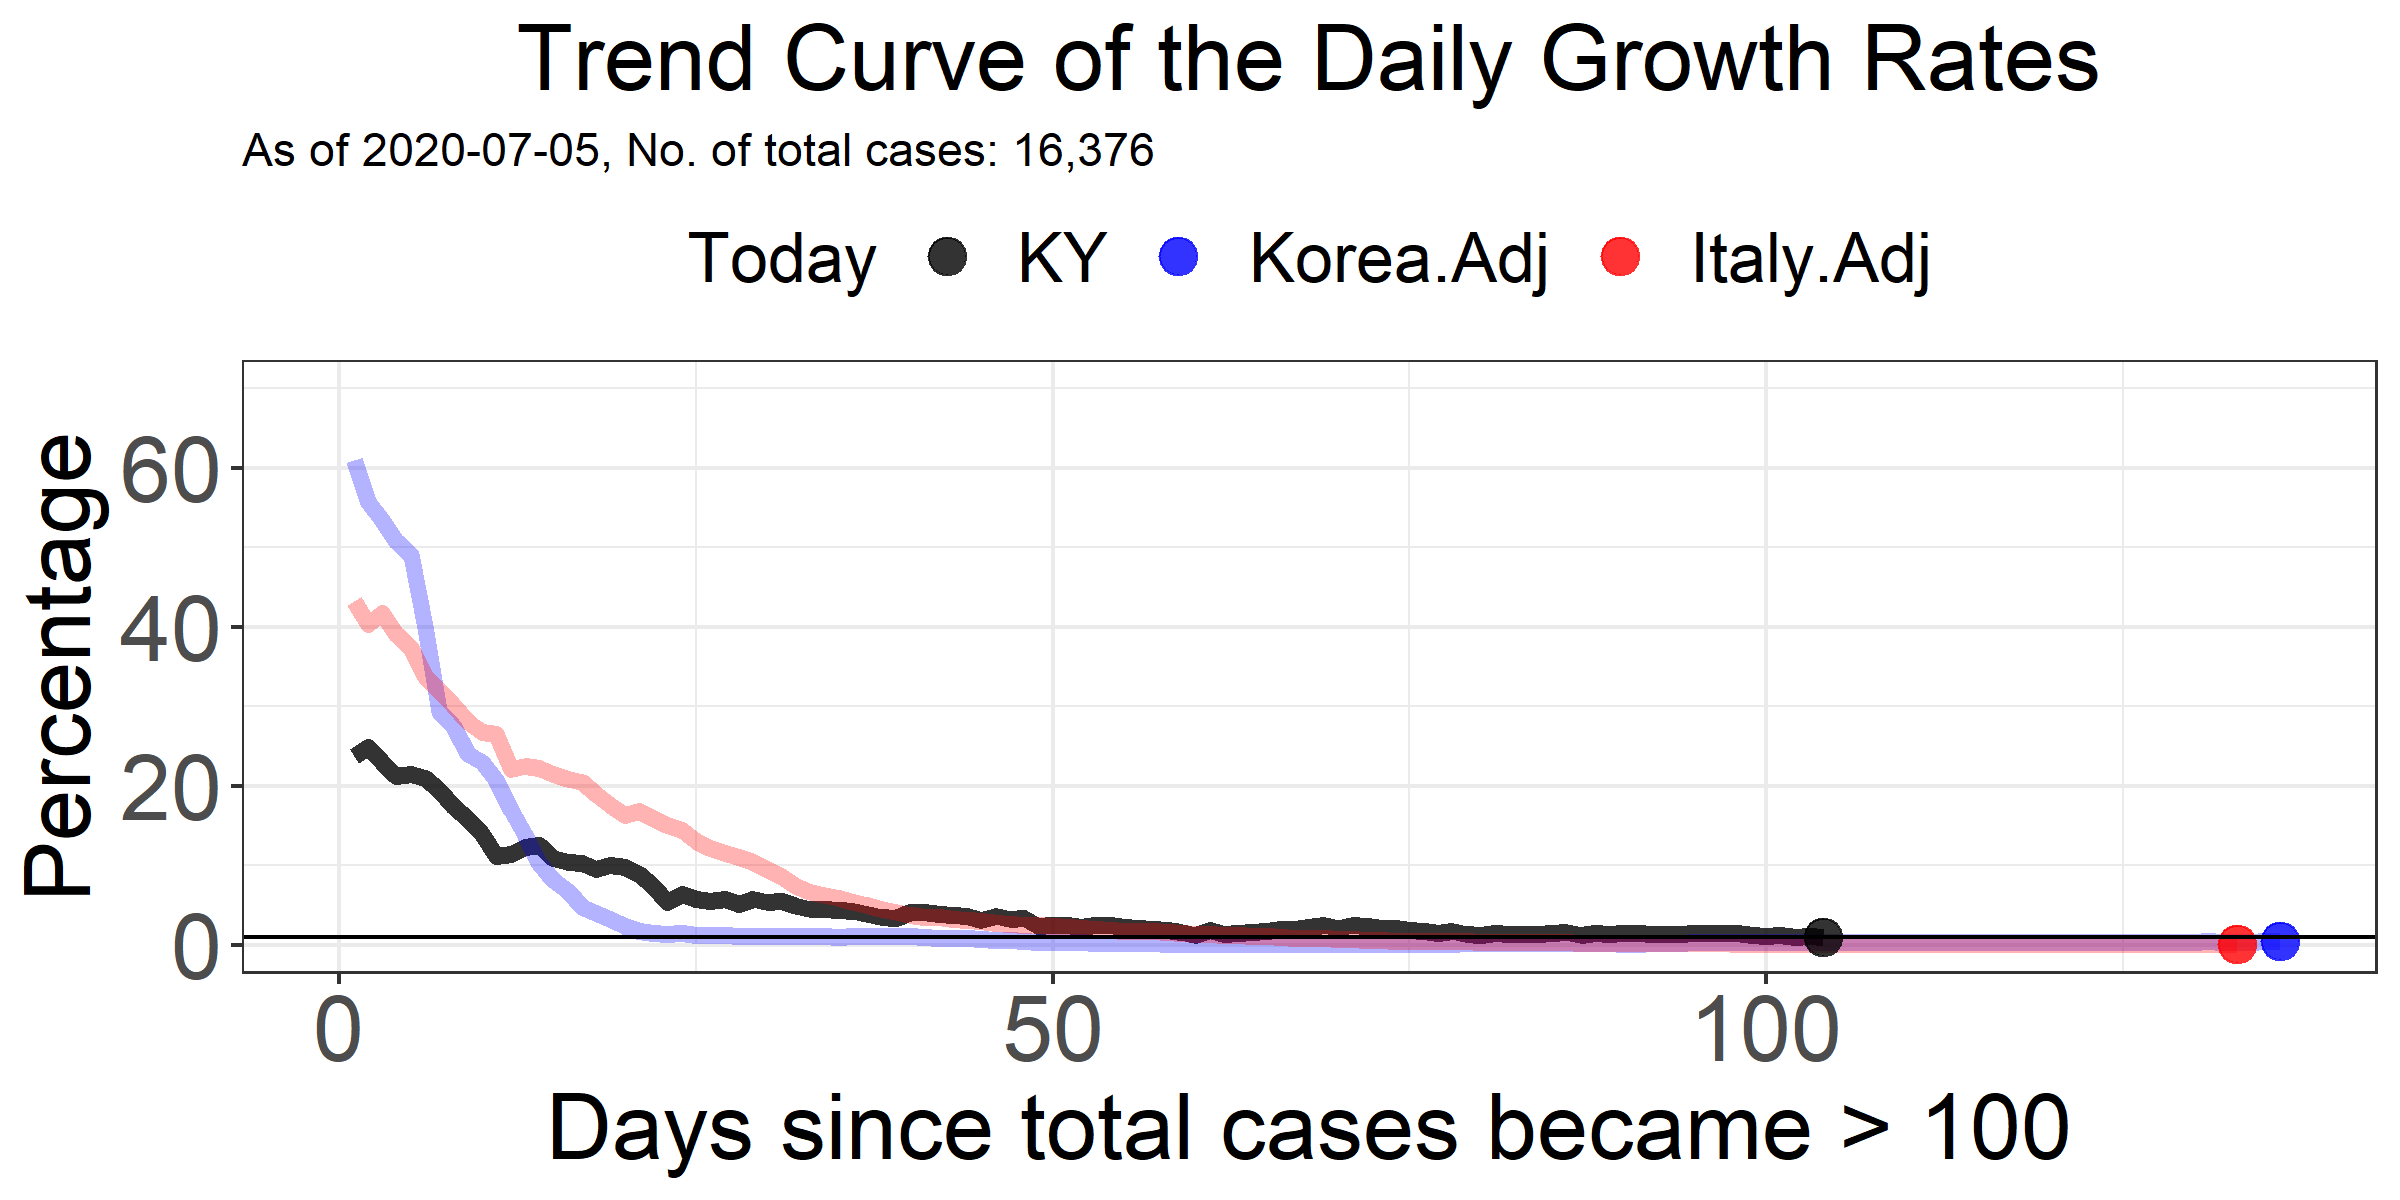 Trend Curve of the Daily Growth Rates
As of 2020-07-05, No. of total cases: 16,376
Today KY Korea.Adj Italy.Adj
Percentage
60
40
20
0
0 50 100
Days since total cases became > 100